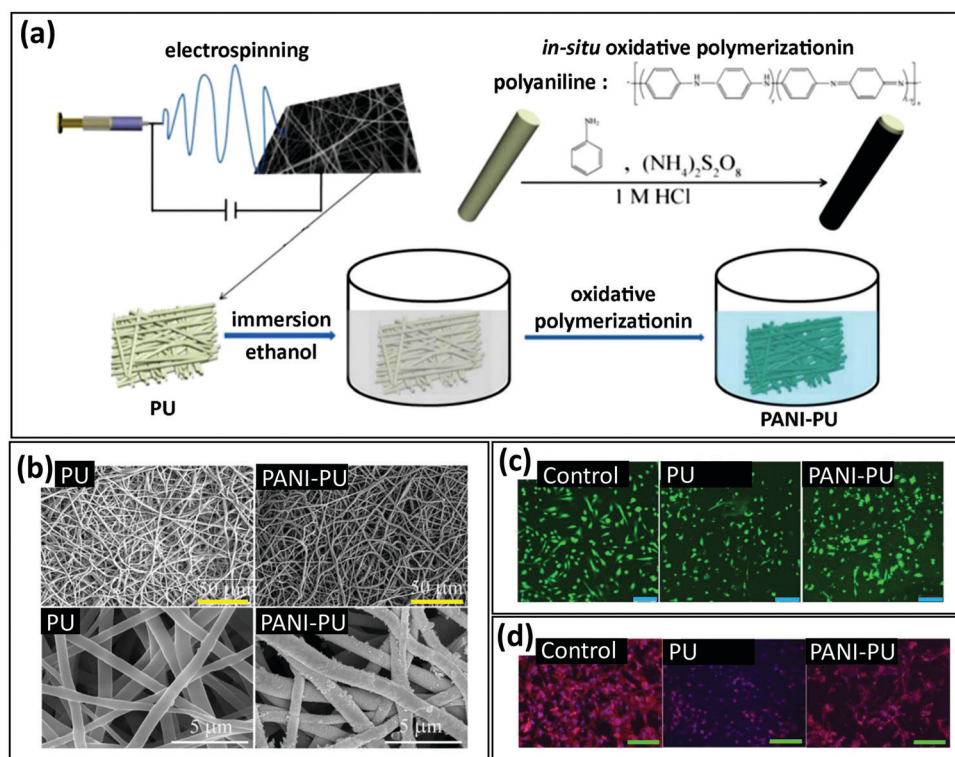 (a)
electrospinning
in-situ oxidative polymerizationin
polyaniline :
NH₂
, (NH₄)₂S₂O₈
1 M HCl
immersion
ethanol
oxidative
polymerizationin
PU
PANI-PU
(b)
PU
PANI-PU
50 µm
50 µm
PU
PANI-PU
5 µm
5 µm
(c)
Control
PU
PANI-PU
(d)
Control
PU
PANI-PU